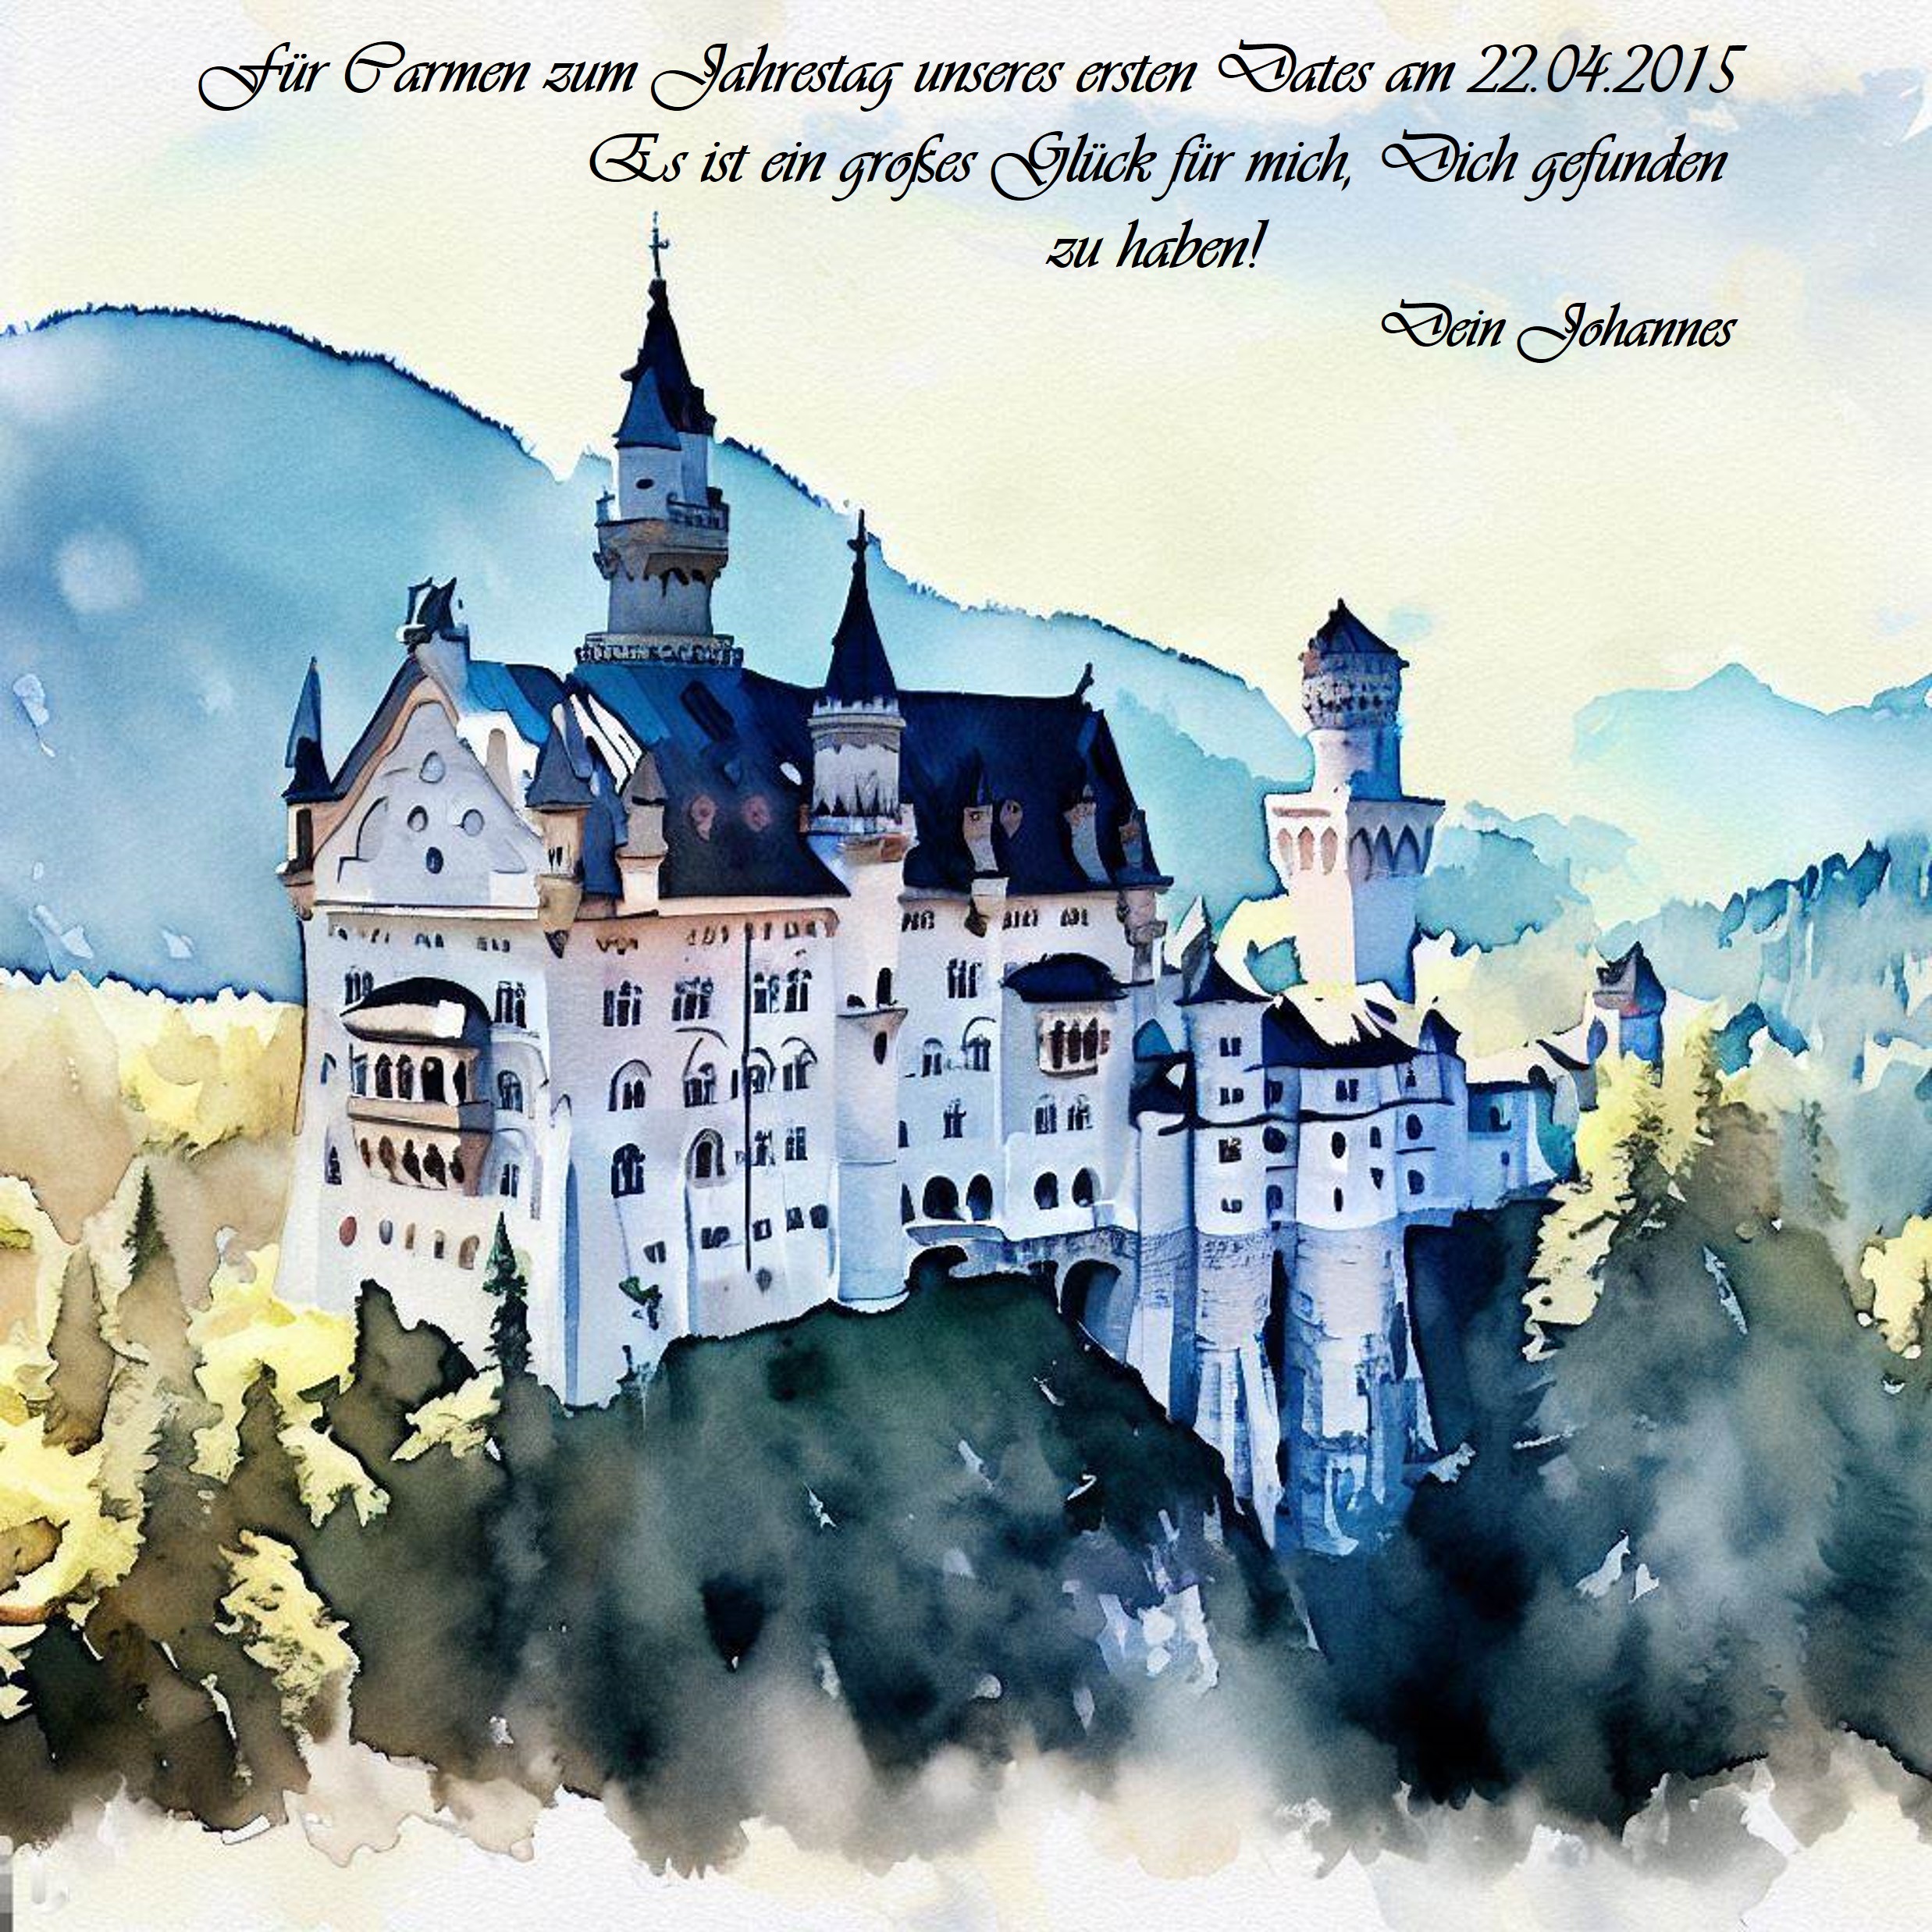 Für Carmen zum Jahrestag unseres ersten Dates am 22.04.2015
Es ist ein großes Glück für mich, Dich gefunden
zu haben!
Dein Johannes